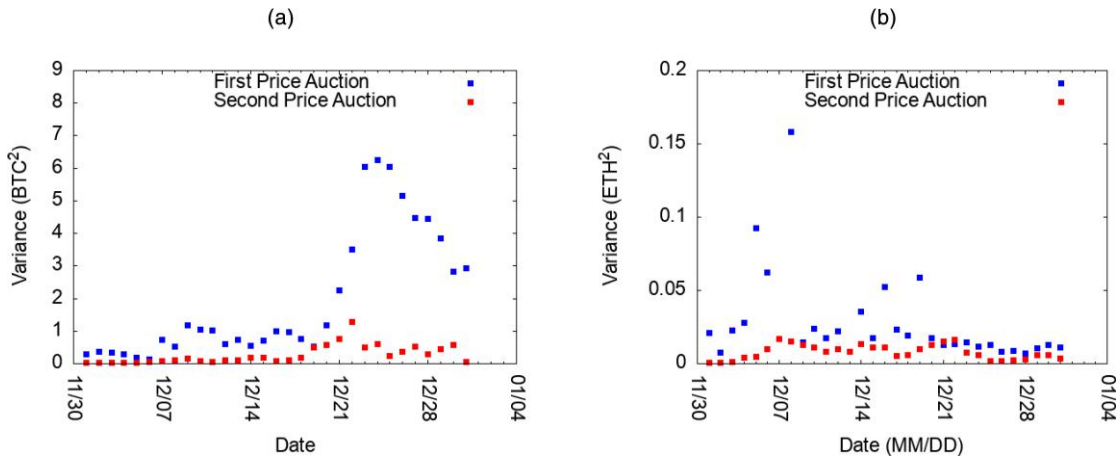 (a)
9
8
7
6
5
4
3
2
1
0
Variance (BTC²)
First Price Auction
Second Price Auction
11/30
12/07
12/14
12/21
12/28
01/04
Date
(b)
0.2
0.15
0.1
0.05
0
Variance (ETH²)
First Price Auction
Second Price Auction
11/30
12/07
12/14
12/21
12/28
01/04
Date (MM/DD)